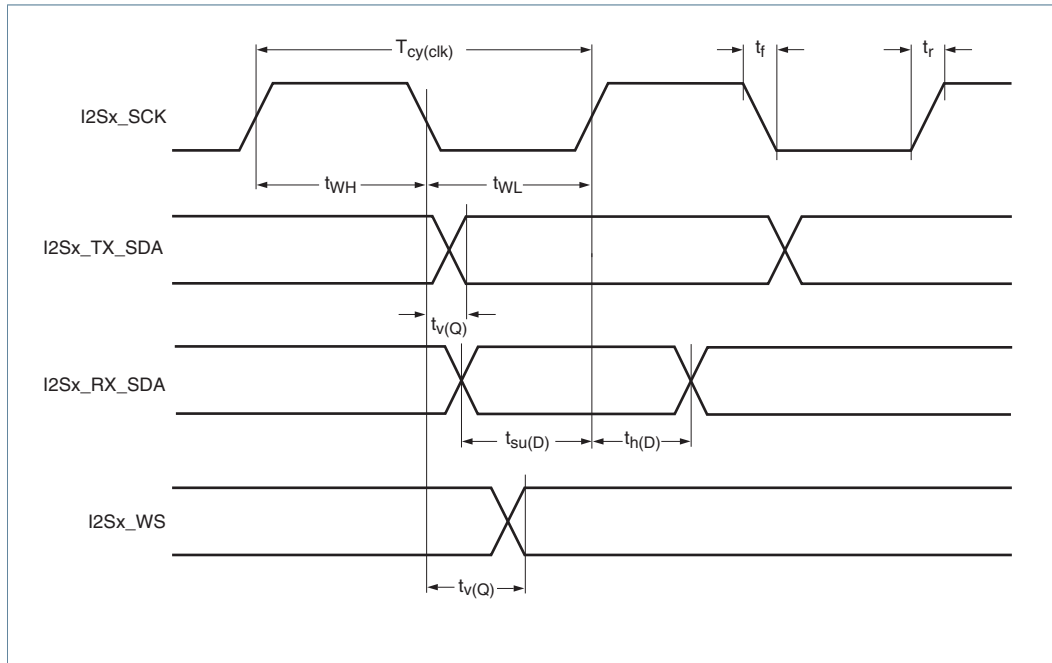 T_cy(clk) t_f t_r
I2Sx_SCK
t_WH t_WL
I2Sx_TX_SDA
t_v(Q)
I2Sx_RX_SDA
t_su(D) t_h(D)
I2Sx_WS
t_v(Q)